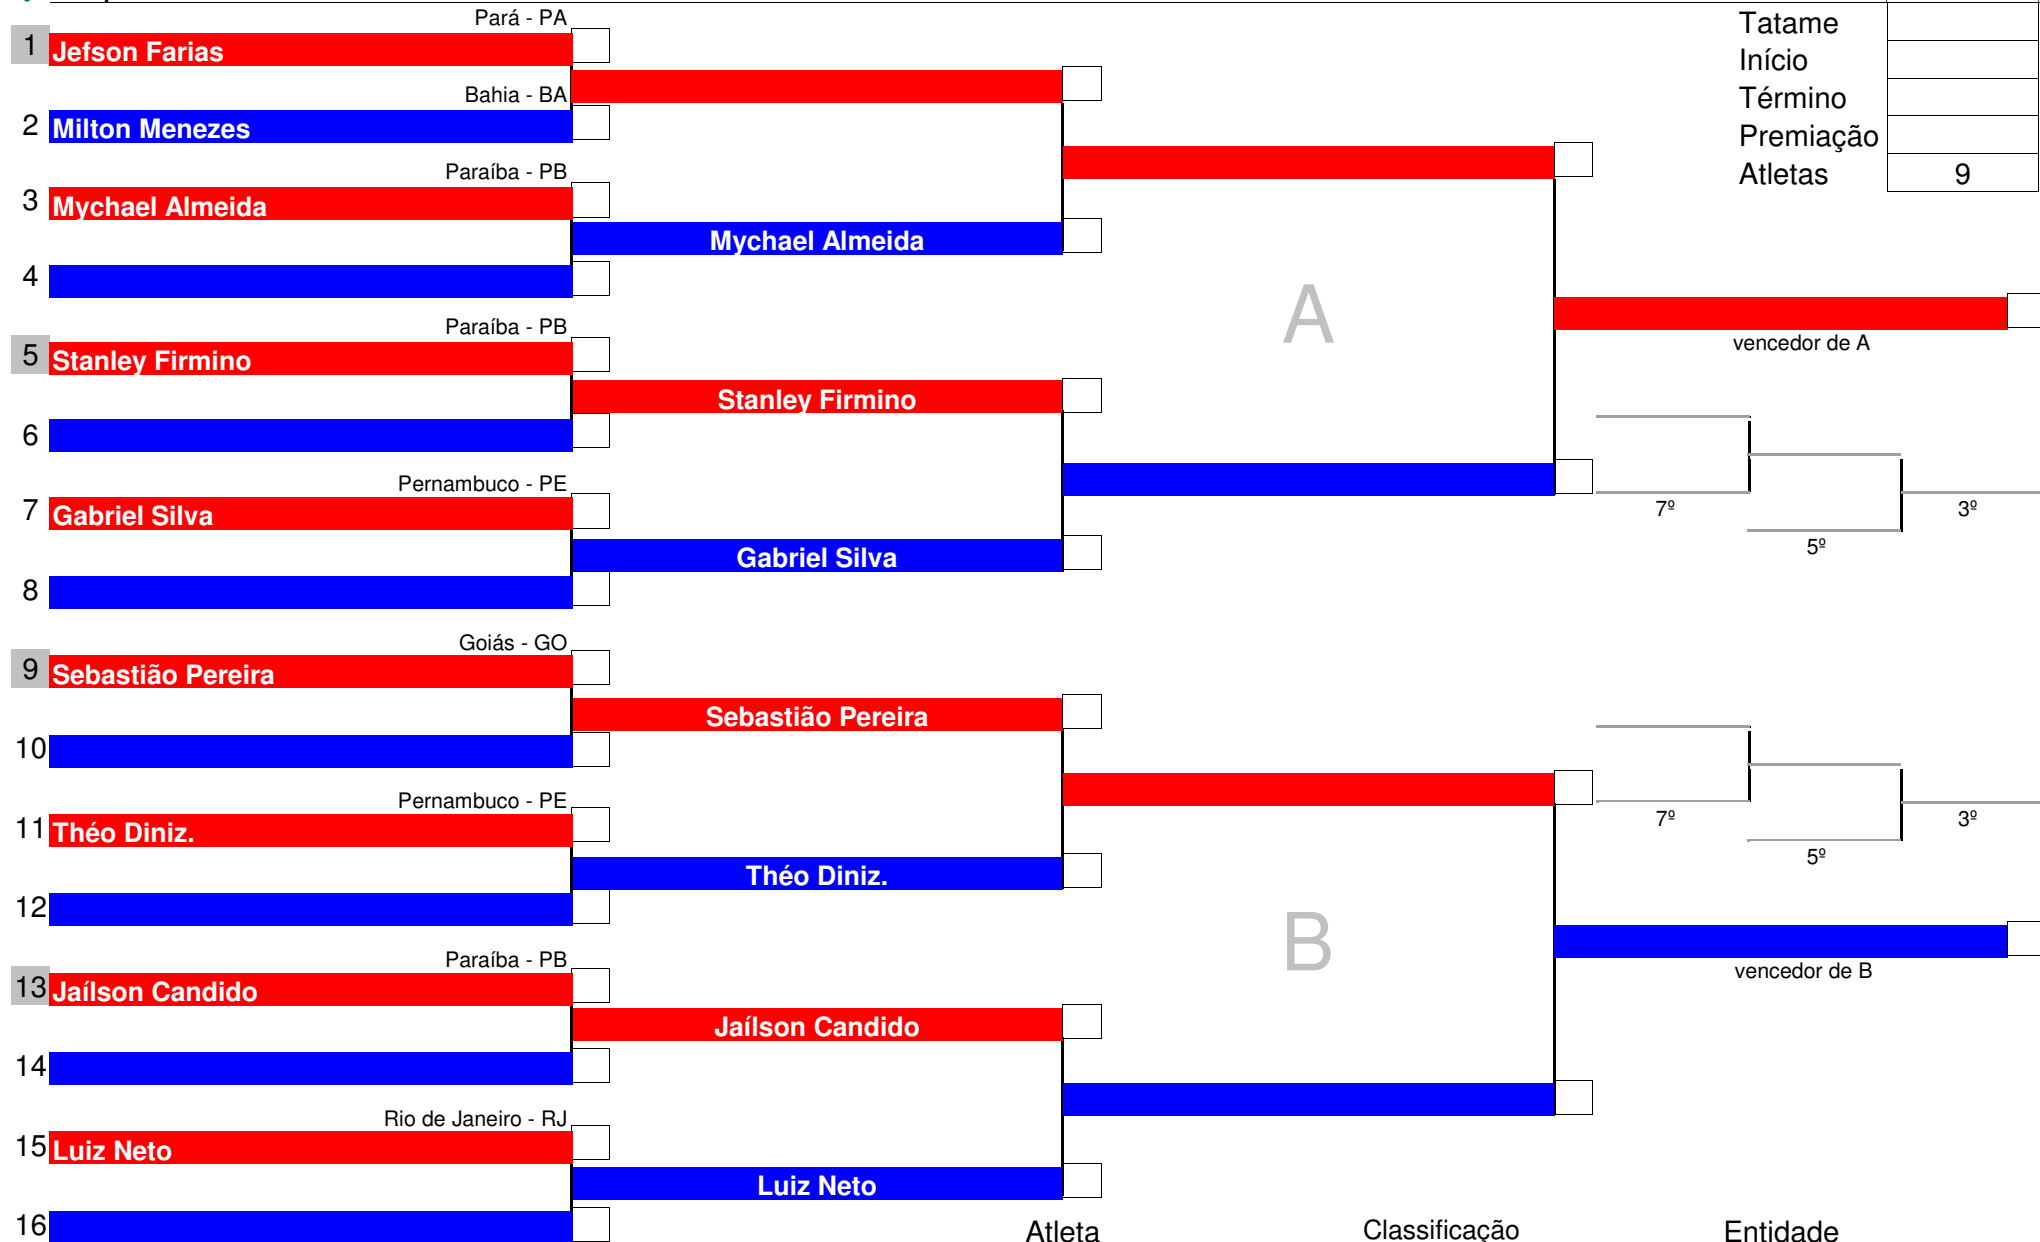 Pará - PA
1 Jefson Farias
Bahia - BA
2 Milton Menezes
Paraíba - PB
3 Mychael Almeida
Mychael Almeida
4
Paraíba - PB
5 Stanley Firmino
Stanley Firmino
6
Pernambuco - PE
7 Gabriel Silva
Gabriel Silva
8
Goiás - GO
9 Sebastião Pereira
Sebastião Pereira
10
Pernambuco - PE
11 Théo Diniz.
Théo Diniz.
12
Paraíba - PB
13 Jaílson Candido
Jaílson Candido
14
Rio de Janeiro - RJ
15 Luiz Neto
Luiz Neto
16
A
B
Tatame
Início
Término
Premiação
Atletas 9
vencedor de A
7º 3º
5º
7º 3º
5º
vencedor de B
Atleta Classificação Entidade